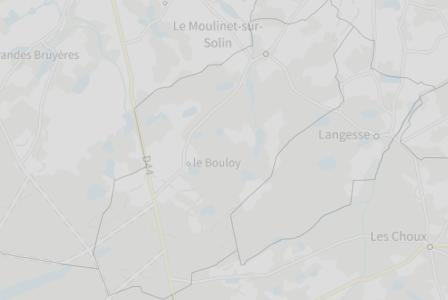 Le Moulinet-sur-
Solin
andes Bruyères
Langesse
D44
le Bouloy
Les Choux